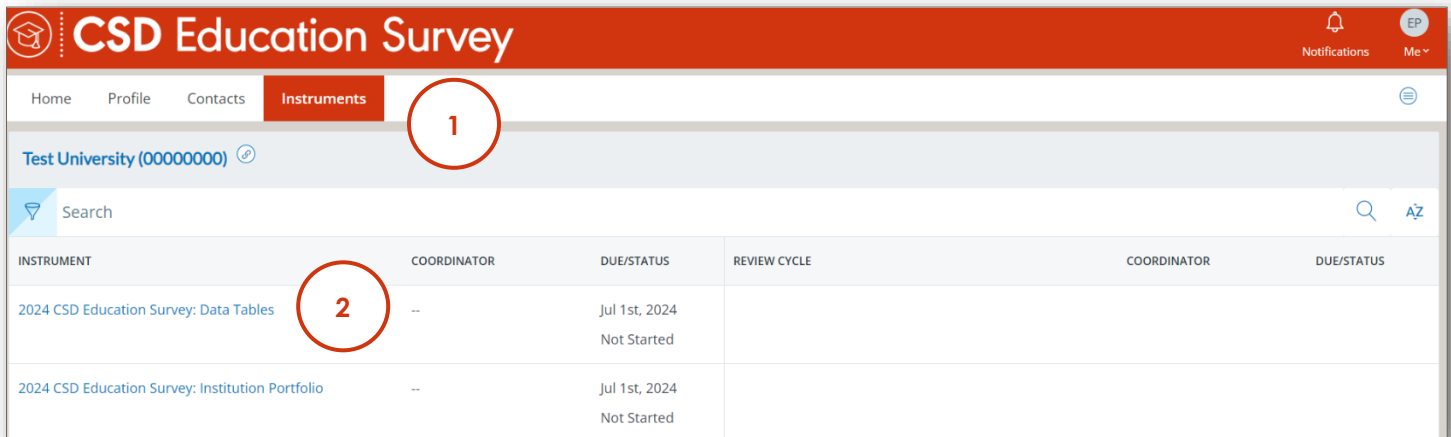 CSD Education Survey
Notifications
EP
Me
Home Profile Contacts Instruments
1
Test University (00000000)
Search
AZ
INSTRUMENT COORDINATOR DUE/STATUS REVIEW CYCLE COORDINATOR DUE/STATUS
2024 CSD Education Survey: Data Tables 2 -- Jul 1st, 2024
Not Started
2024 CSD Education Survey: Institution Portfolio -- Jul 1st, 2024
Not Started